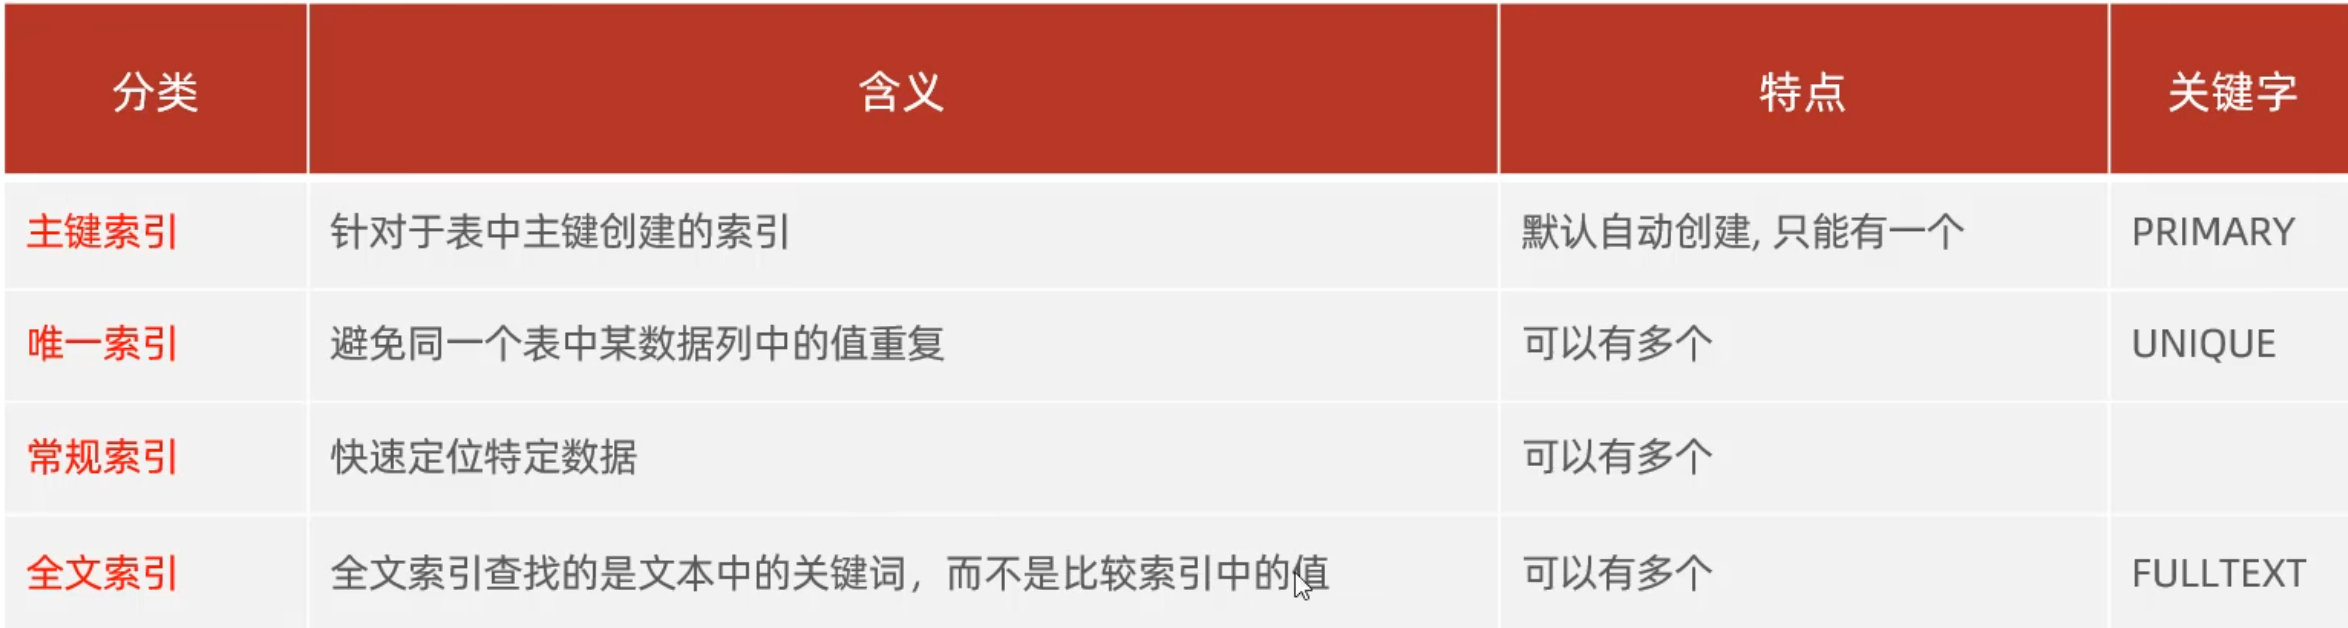 分类 含义 特点 关键字
主键索引 针对于表中主键创建的索引 默认自动创建, 只能有一个 PRIMARY
唯一索引 避免同一个表中某数据列中的值重复 可以有多个 UNIQUE
常规索引 快速定位特定数据 可以有多个
全文索引 全文索引查找的是文本中的关键词，而不是比较索引中的值 可以有多个 FULLTEXT